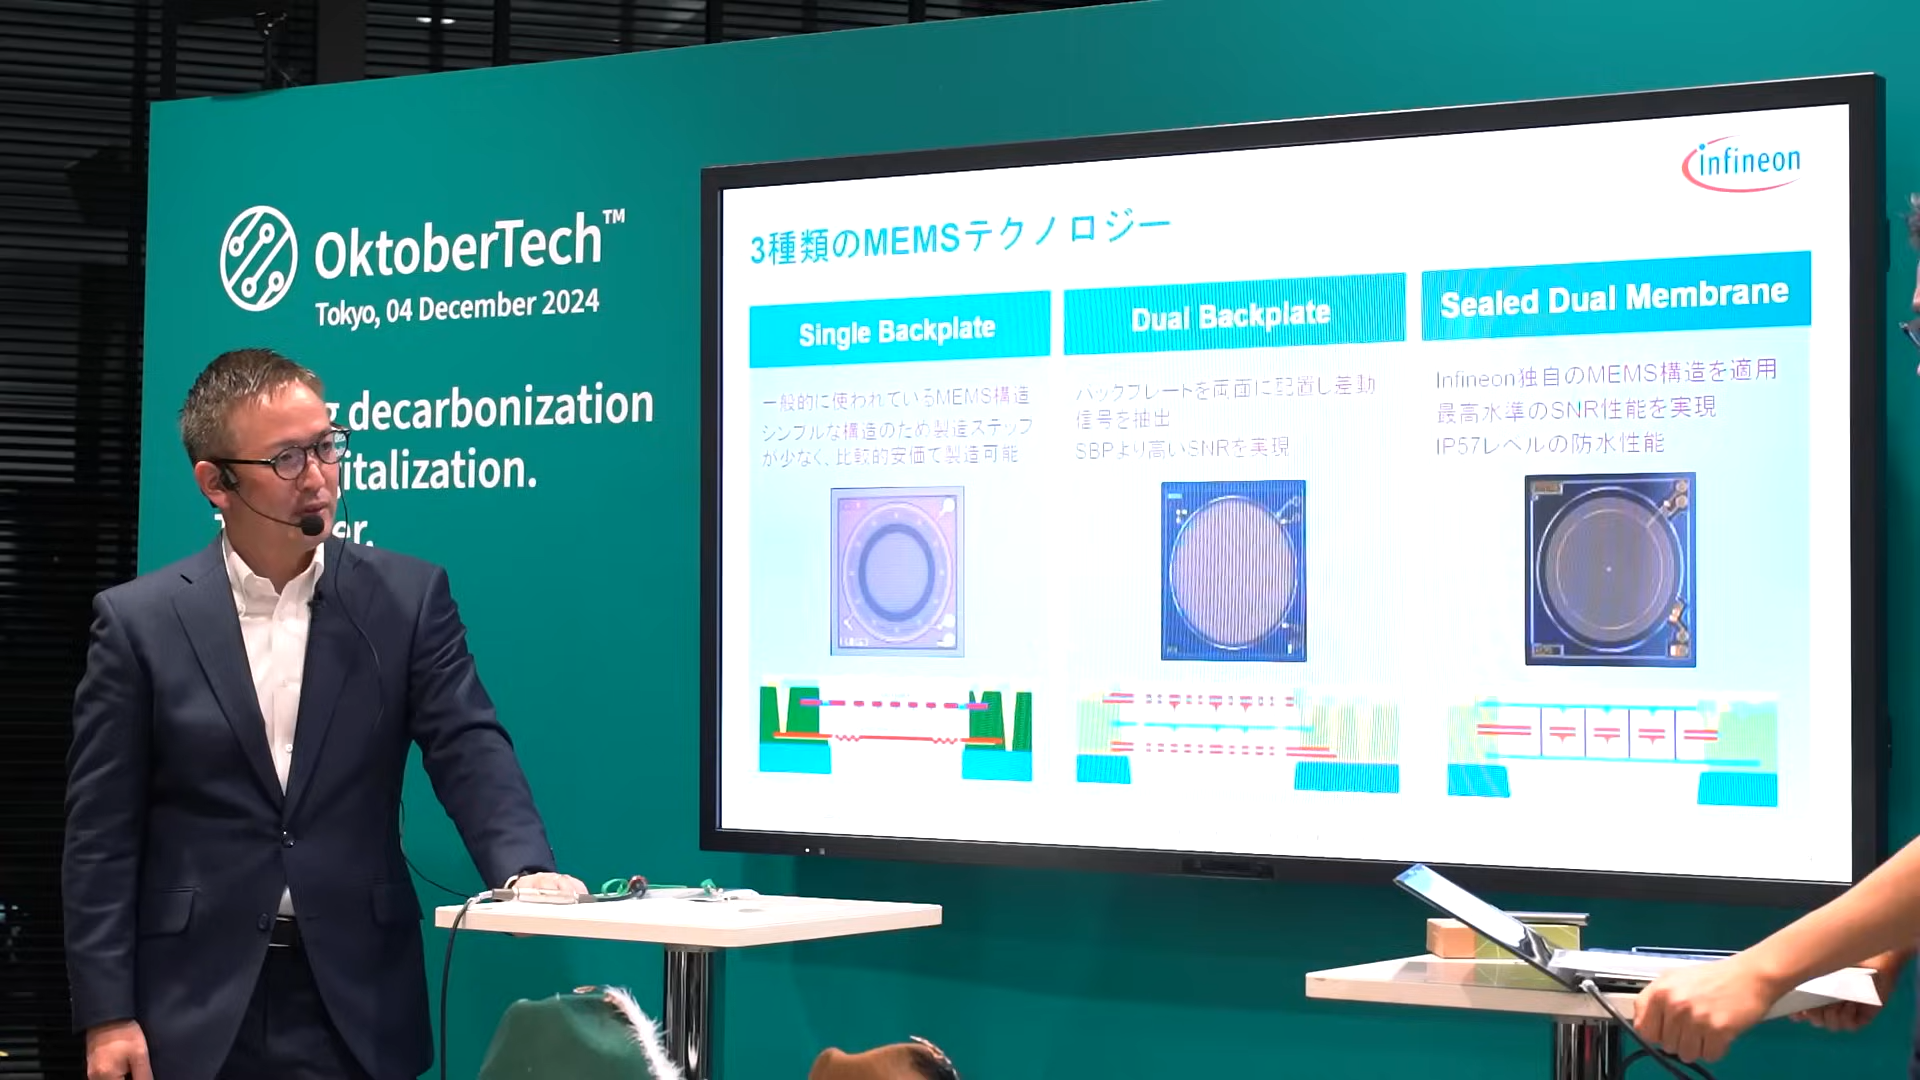 OktoberTech™
Tokyo, 04 December 2024
decarbonization
italization.
er.
infineon
3種類のMEMSテクノロジー
Single Backplate
一般的に使われているMEMS構造
シンプルな構造のため製造ステップ
が少なく、比較的安価で製造可能
Dual Backplate
バックプレートを両面に配置し差動
信号を抽出
SBPより高いSNRを実現
Sealed Dual Membrane
Infineon独自のMEMS構造を適用
最高水準のSNR性能を実現
IP57レベルの防水性能